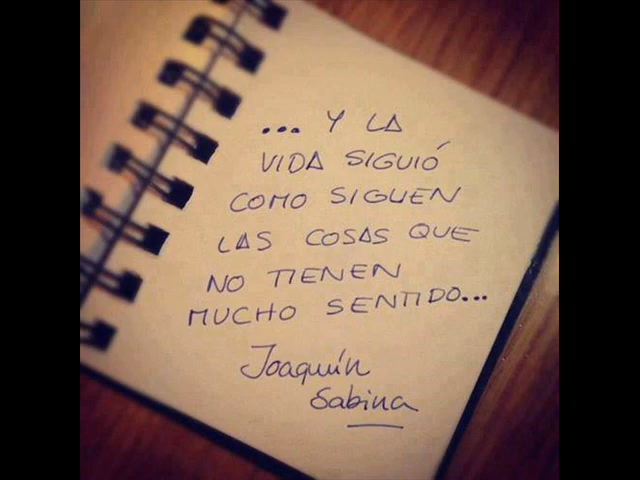 ... Y LA
VIDA SIGUIÓ
COMO SIGUEN
LAS COSAS QUE
NO TIENEN
MUCHO SENTIDO...
Joaquín
Sabina